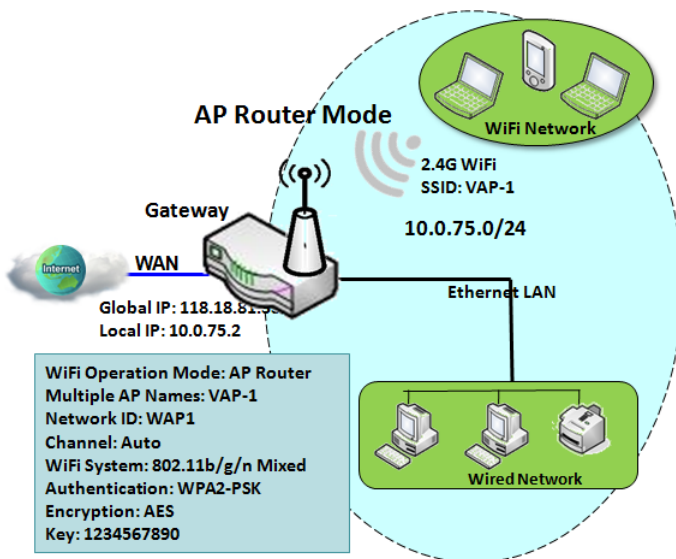 AP Router Mode
WiFi Network
2.4G WiFi
SSID: VAP-1
Gateway
10.0.75.0/24
Internet
WAN
Ethernet LAN
Global IP:
Local IP: 10.0.75.2
WiFi Operation Mode: AP Router
Multiple AP Names: VAP-1
Network ID: WAP1
Channel: Auto
WiFi System: 802.11b/g/n Mixed
Authentication: WPA2-PSK
Encryption: AES
Key: 1234567890
Wired Network